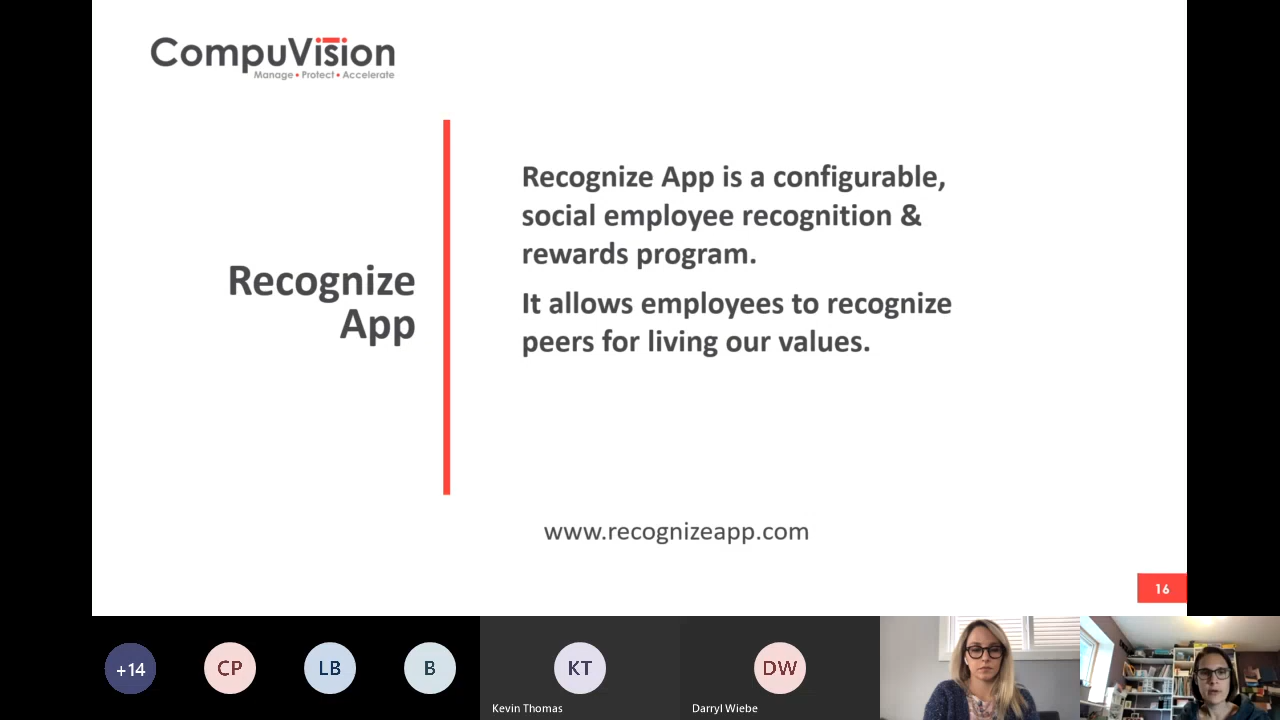 CompuVision
Manage • Protect • Accelerate
Recognize
App
Recognize App is a configurable,
social employee recognition &
rewards program.
It allows employees to recognize
peers for living our values.
www.recognizeapp.com
16
+14
CP
LB
B
KT
DW
Kevin Thomas
Darryl Wiebe